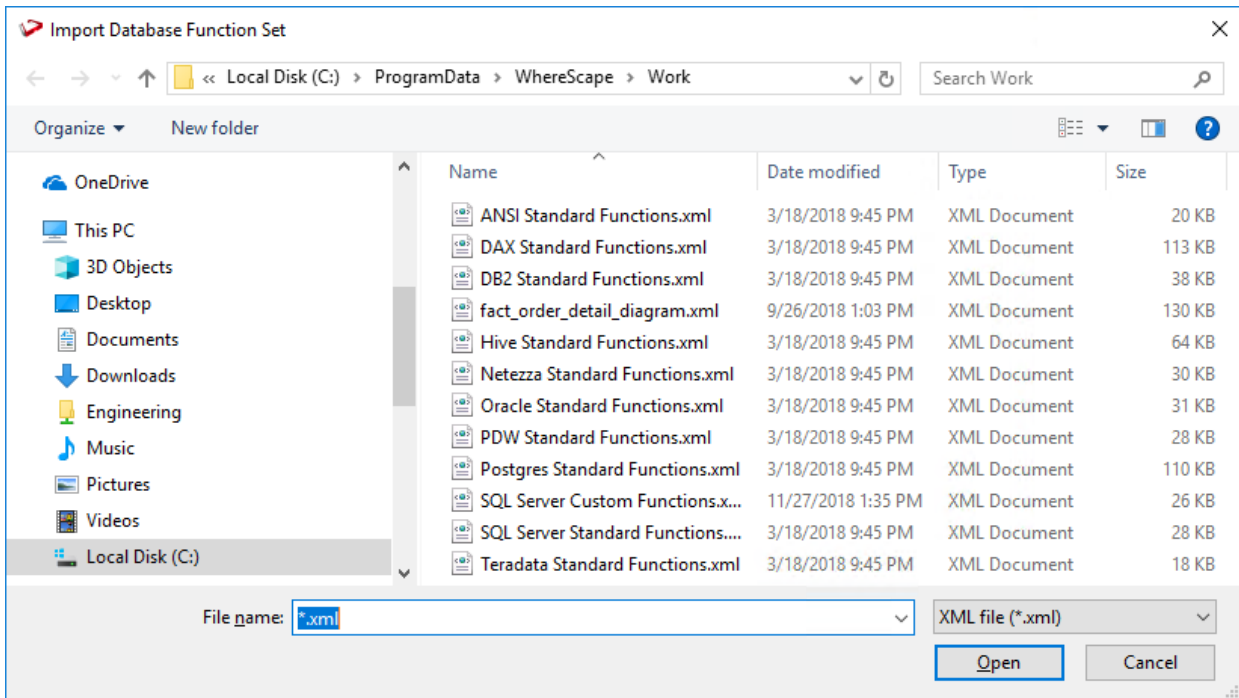 Import Database Function Set
« Local Disk (C:) › ProgramData › WhereScape › Work
Search Work
Organize
New folder
?
OneDrive
This PC
3D Objects
Desktop
Documents
Downloads
Engineering
Music
Pictures
Videos
Local Disk (C:)
Name Date modified Type Size
ANSI Standard Functions.xml 3/18/2018 9:45 PM XML Document 20 KB
DAX Standard Functions.xml 3/18/2018 9:45 PM XML Document 113 KB
DB2 Standard Functions.xml 3/18/2018 9:45 PM XML Document 38 KB
fact_order_detail_diagram.xml 9/26/2018 1:03 PM XML Document 130 KB
Hive Standard Functions.xml 3/18/2018 9:45 PM XML Document 64 KB
Netezza Standard Functions.xml 3/18/2018 9:45 PM XML Document 30 KB
Oracle Standard Functions.xml 3/18/2018 9:45 PM XML Document 31 KB
PDW Standard Functions.xml 3/18/2018 9:45 PM XML Document 28 KB
Postgres Standard Functions.xml 3/18/2018 9:45 PM XML Document 110 KB
SQL Server Custom Functions.x... 11/27/2018 1:35 PM XML Document 26 KB
SQL Server Standard Functions.... 3/18/2018 9:45 PM XML Document 28 KB
Teradata Standard Functions.xml 3/18/2018 9:45 PM XML Document 18 KB
File name: *.xml
XML file (*.xml)
Open
Cancel